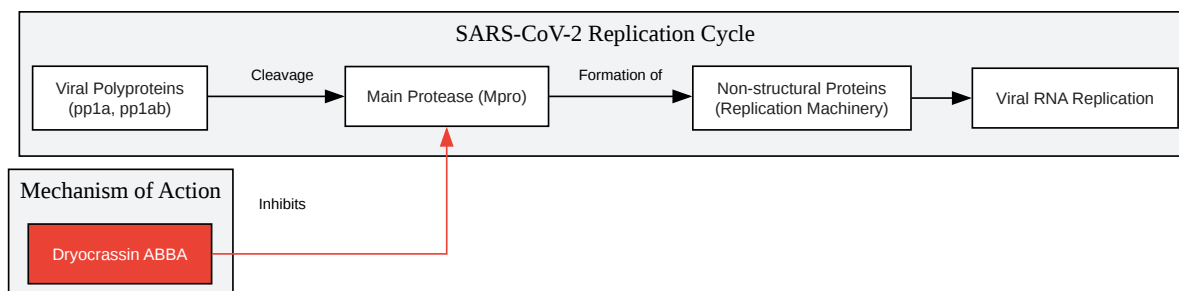 SARS-CoV-2 Replication Cycle
Viral Polyproteins
(pp1a, pp1ab)
Cleavage
Main Protease (Mpro)
Formation of
Non-structural Proteins
(Replication Machinery)
Viral RNA Replication
Mechanism of Action
Inhibits
Dryocrassin ABBA